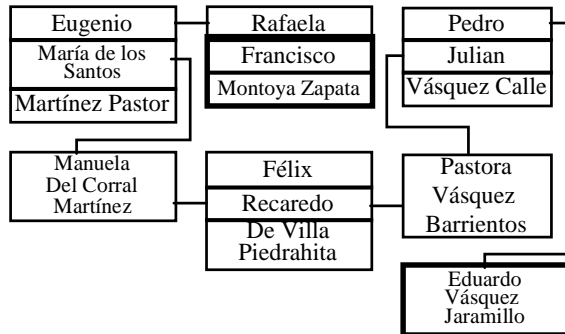 Eugenio
María de los
Santos
Martínez Pastor
Rafaela
Francisco
Montoya Zapata
Pedro
Julian
Vásquez Calle
Manuela
Del Corral
Martínez
Félix
Recaredo
De Villa
Piedrahita
Pastora
Vásquez
Barrientos
Eduardo
Vásquez
Jaramillo